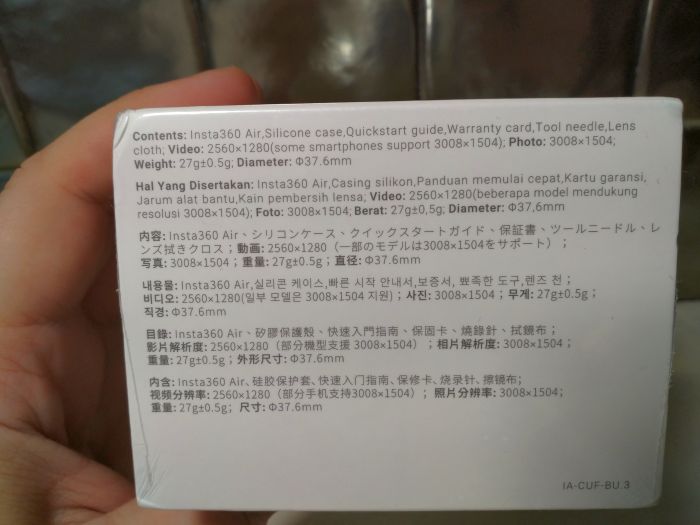 Contents: Insta360 Air,Silicone case,Quickstart guide,Warranty card,Tool needle,Lens
cloth; Video: 2560×1280(some smartphones support 3008×1504); Photo: 3008×1504;
Weight: 27g±0.5g; Diameter: Φ37.6mm
Hal Yang Disertakan: Insta360 Air,Casing silikon,Panduan memulai cepat,Kartu garansi,
Jarum alat bantu,Kain pembersih lensa; Video: 2560×1280(beberapa model mendukung
resolusi 3008×1504); Foto: 3008×1504; Berat: 27g±0,5g; Diameter: Φ37,6mm
内容: Insta360 Air、シリコンケース、クイックスタートガイド、保証書、ツールニードル、レ
ンズ拭きクロス；動画: 2560×1280（一部のモデルは3008×1504をサポート）；
写真: 3008×1504；重量: 27g±0.5g；直径: Φ37.6mm
내용물: Insta360 Air,실리콘 케이스,빠른 시작 안내서,보증서, 뾰족한 도구,렌즈 천；
비디오: 2560×1280(일부 모델은 3008×1504 지원)；사진: 3008×1504；무게: 27g±0.5g；
직경: Φ37.6mm
目錄: Insta360 Air、矽膠保護殼、快速入門指南、保固卡、燒錄針、拭鏡布；
影片解析度: 2560×1280（部分機型支援 3008×1504）；相片解析度: 3008×1504；
重量: 27g±0.5g；外形尺寸: Φ37.6mm
内含: Insta360 Air、硅胶保护套、快速入门指南、保修卡、烧录针、擦镜布；
视频分辨率: 2560×1280（部分手机支持3008×1504）；照片分辨率: 3008×1504；
重量: 27g±0.5g；尺寸: Φ37.6mm
IA-CUF-BU.3